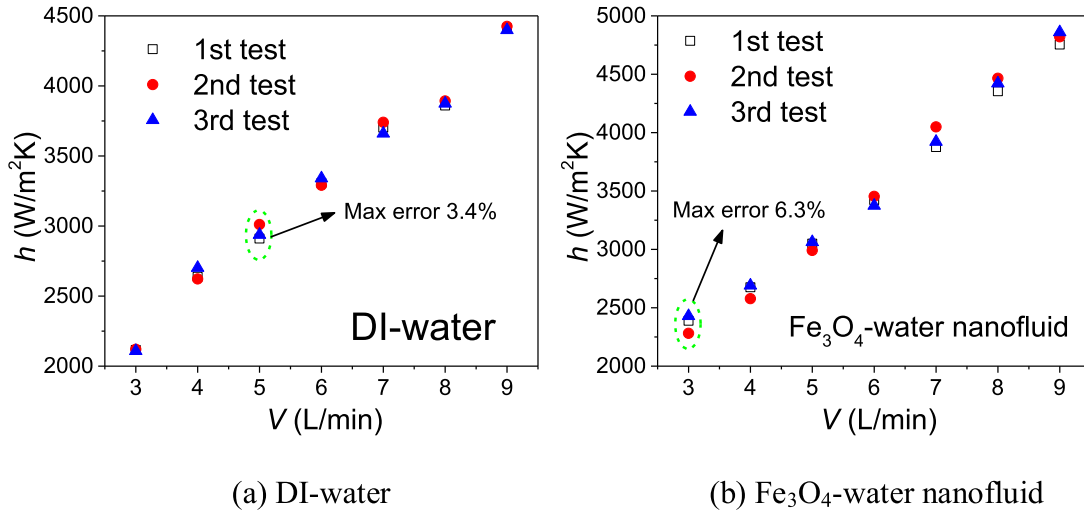 4500
4000
3500
3000
2500
2000
h (W/m²K)
1st test
2nd test
3rd test
Max error 3.4%
DI-water
3 4 5 6 7 8 9
V (L/min)
(a) DI-water
5000
4500
4000
3500
3000
2500
2000
h (W/m²K)
1st test
2nd test
3rd test
Max error 6.3%
Fe₃O₄-water nanofluid
3 4 5 6 7 8 9
V (L/min)
(b) Fe₃O₄-water nanofluid